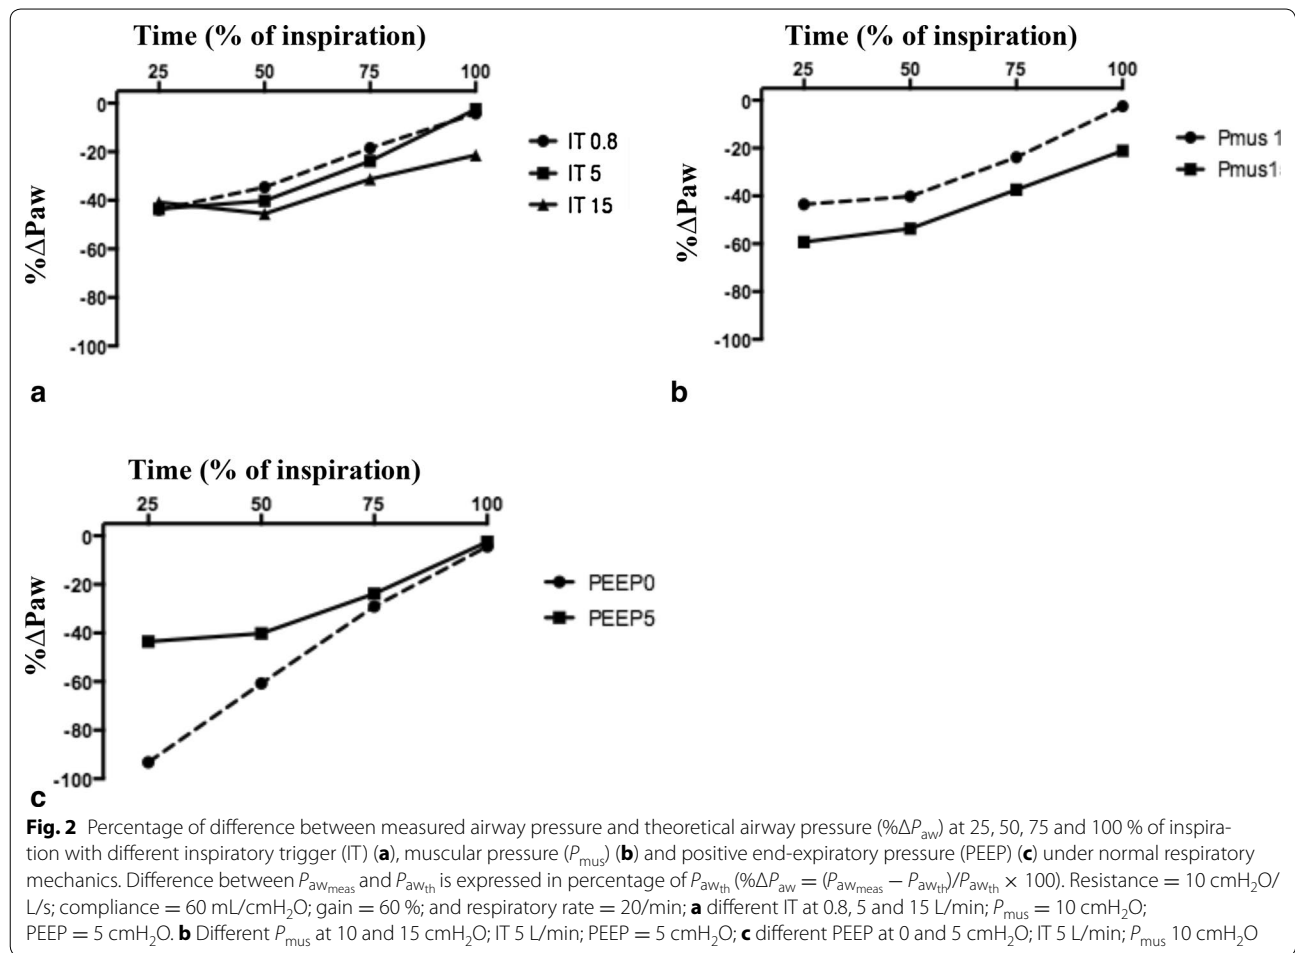 Time (% of inspiration)
25 50 75 100
0
-20
-40
-60
-80
-100
%ΔPaw
IT 0.8
IT 5
IT 15
a
Time (% of inspiration)
25 50 75 100
0
-20
-40
-60
-80
-100
%ΔPaw
Pmus 1
Pmus1
b
Time (% of inspiration)
25 50 75 100
0
-20
-40
-60
-80
-100
%ΔPaw
PEEP0
PEEP5
c
Fig. 2 Percentage of difference between measured airway pressure and theoretical airway pressure (%ΔPaw) at 25, 50, 75 and 100 % of inspira-
tion with different inspiratory trigger (IT) (a), muscular pressure (Pmus) (b) and positive end-expiratory pressure (PEEP) (c) under normal respiratory
mechanics. Difference between Pawmeas and Pawth is expressed in percentage of Pawth (%ΔPaw = (Pawmeas − Pawth)/Pawth × 100). Resistance = 10 cmH2O/
L/s; compliance = 60 mL/cmH2O; gain = 60 %; and respiratory rate = 20/min; a different IT at 0.8, 5 and 15 L/min; Pmus = 10 cmH2O;
PEEP = 5 cmH2O. b Different Pmus at 10 and 15 cmH2O; IT 5 L/min; PEEP = 5 cmH2O; c different PEEP at 0 and 5 cmH2O; IT 5 L/min; Pmus 10 cmH2O